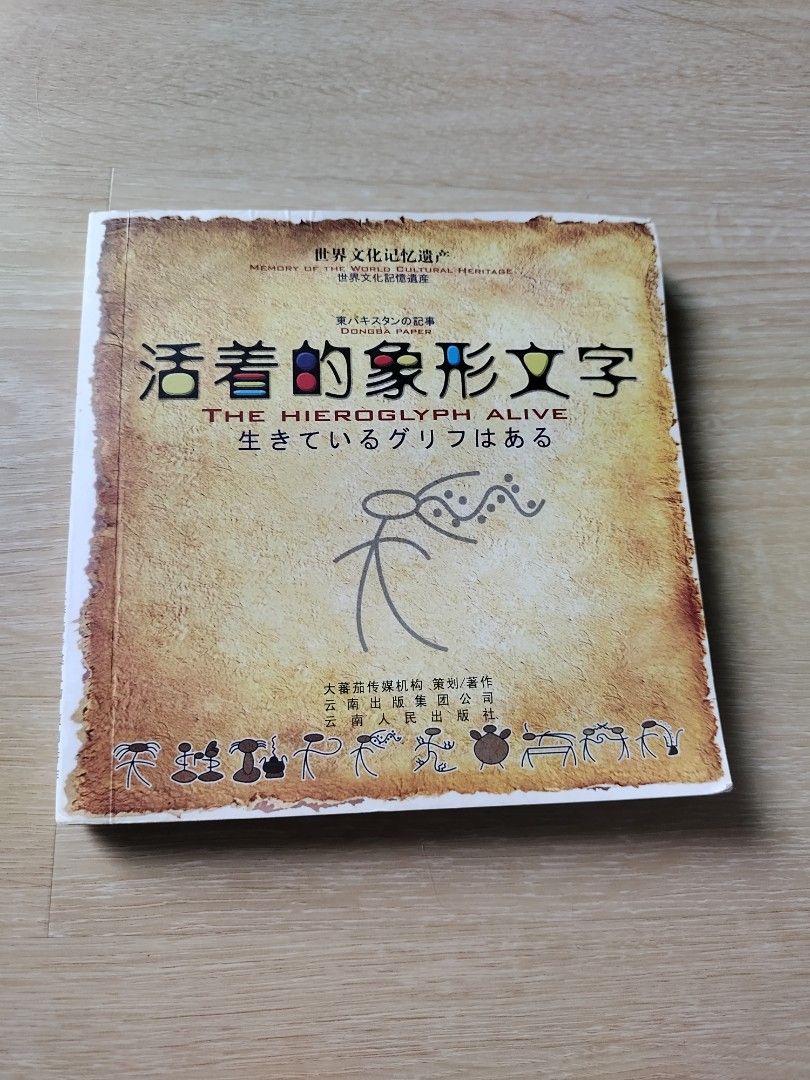 世界文化记忆遗产
MEMORY OF THE WORLD CULTURAL HERITAGE
世界文化記憶遺産
東パキスタンの記事
DONGBA PAPER
活着的象形文字
THE HIEROGLYPH ALIVE
生きているグリフはある
大蕃茄传媒机构 策划/著作
云南出版集团公司
云南人民出版社